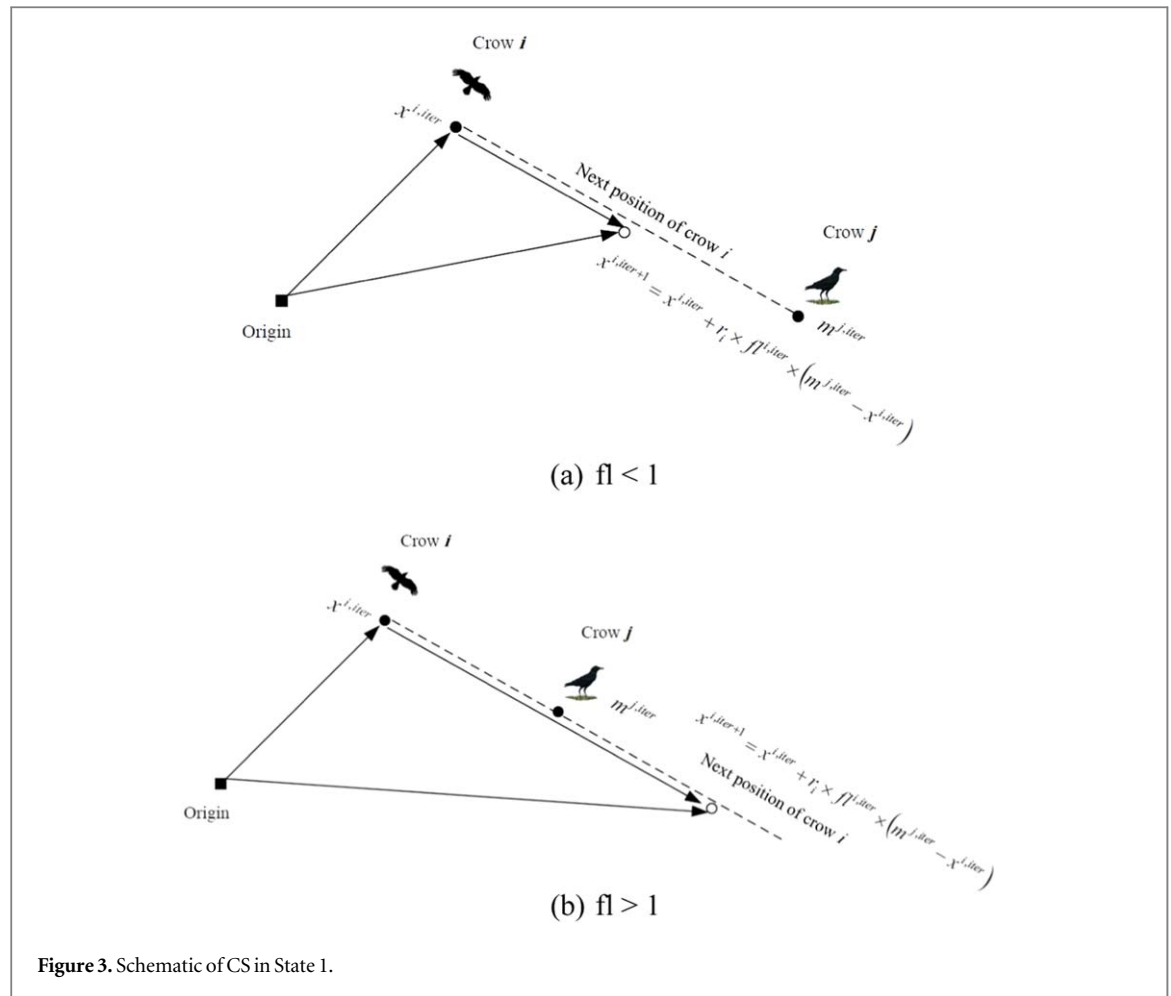 Crow i
x^{i,iter}
Next position of crow i
Crow j
m^{j,iter}
x^{i,iter+1} = x^{i,iter} + r_i × fl^{i,iter} × (m^{j,iter} − x^{i,iter})
Origin
(a) fl < 1
Crow i
x^{i,iter}
Crow j
m^{j,iter}
x^{i,iter+1} = x^{i,iter} + r_i × fl^{i,iter} × (m^{j,iter} − x^{i,iter})
Next position of crow i
Origin
(b) fl > 1
Figure 3. Schematic of CS in State 1.